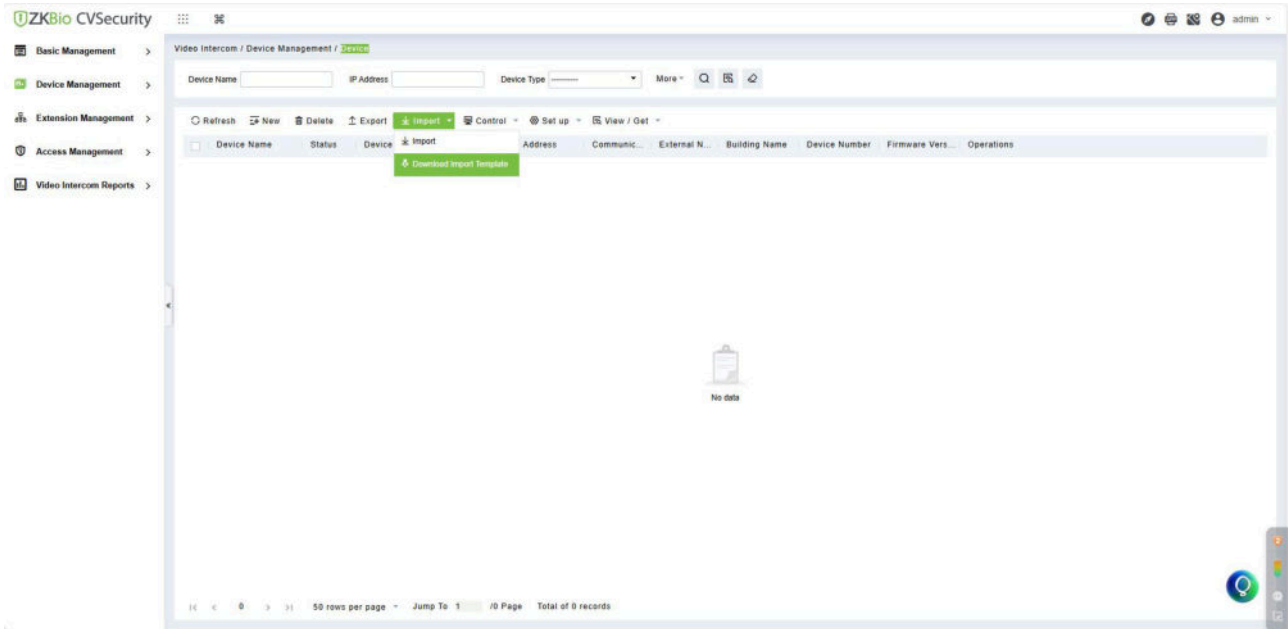 ZKBio CVSecurity
admin
Basic Management
Device Management
Extension Management
Access Management
Video Intercom Reports
Video Intercom / Device Management / Device
Device Name IP Address Device Type ---------- More
Refresh New Delete Export Import Control Set up View / Get
Import
Download Import Template
Device Name Status Device Address Communic... External N... Building Name Device Number Firmware Vers... Operations
No data
0 50 rows per page Jump To 1 /0 Page Total of 0 records